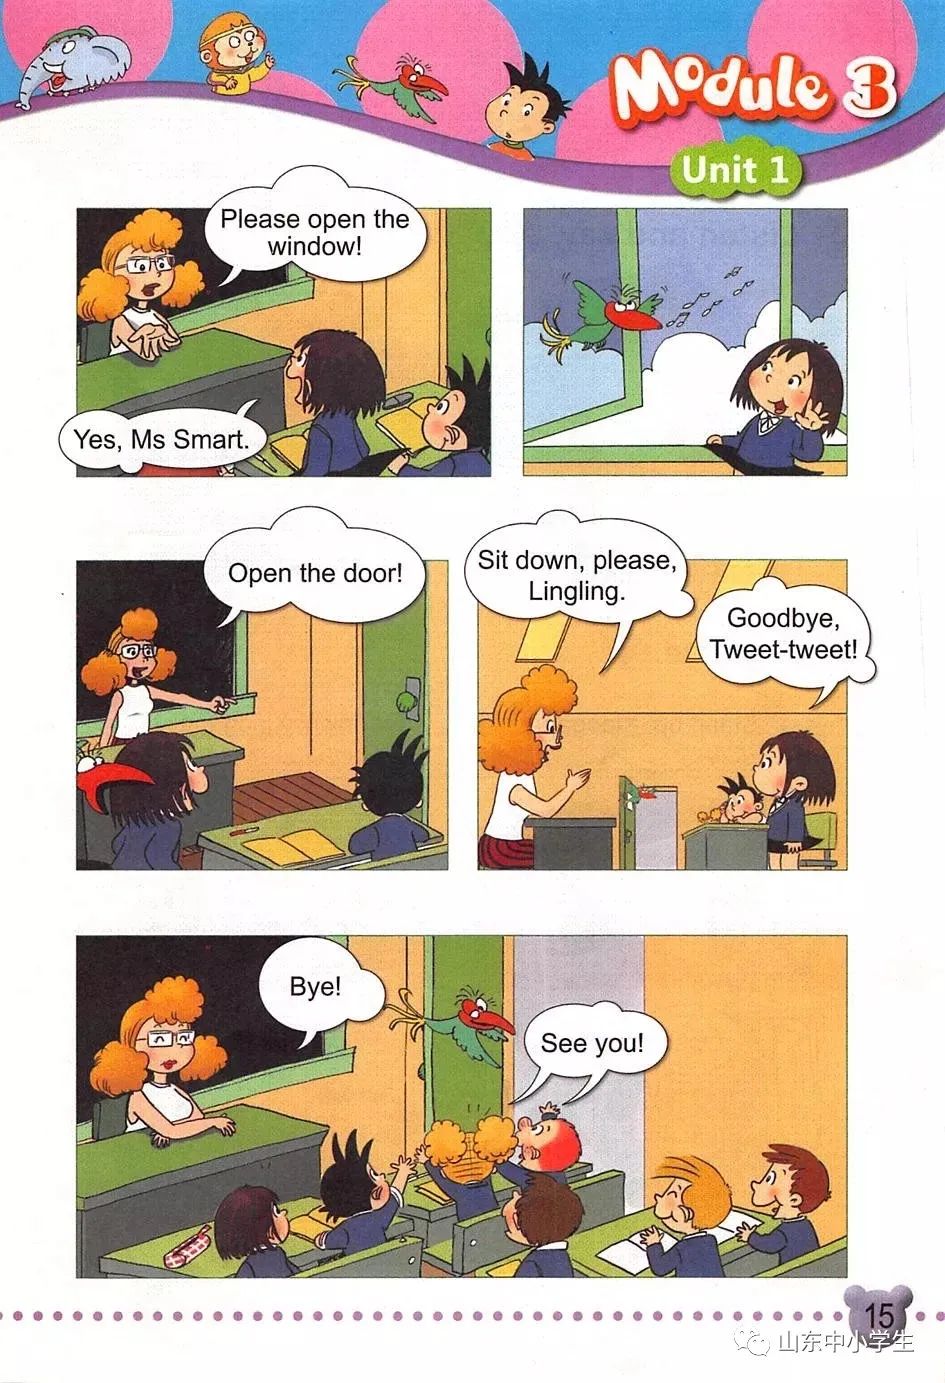 Module 3
Unit 1
Please open the
window!
Yes, Ms Smart.
Open the door!
Sit down, please,
Lingling.
Goodbye,
Tweet-tweet!
Bye!
See you!
15
山东中小学生